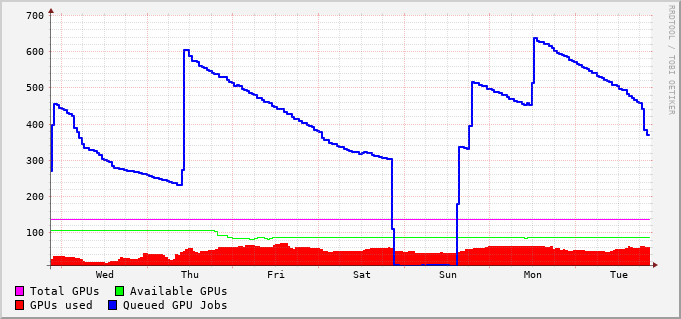 700
600
500
400
300
200
100
Wed Thu Fri Sat Sun Mon Tue
Total GPUs Available GPUs
GPUs used Queued GPU Jobs
RRDTOOL / TOBI OETIKER